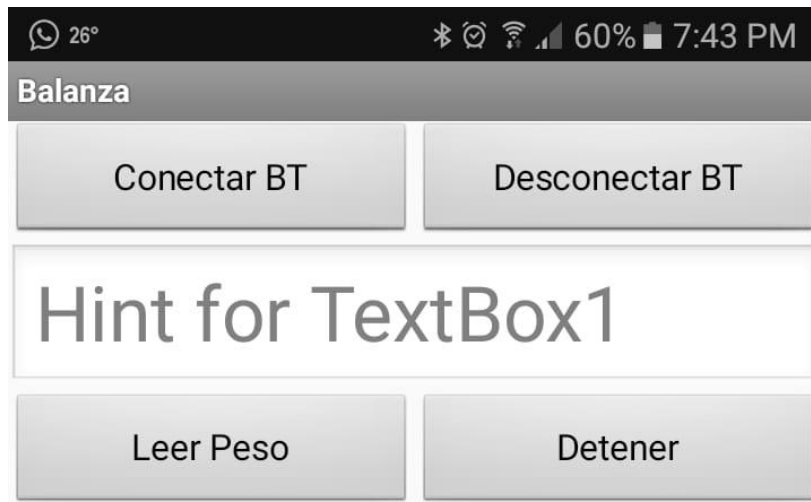 26° 60% 7:43 PM
Balanza
Conectar BT Desconectar BT
Hint for TextBox1
Leer Peso Detener